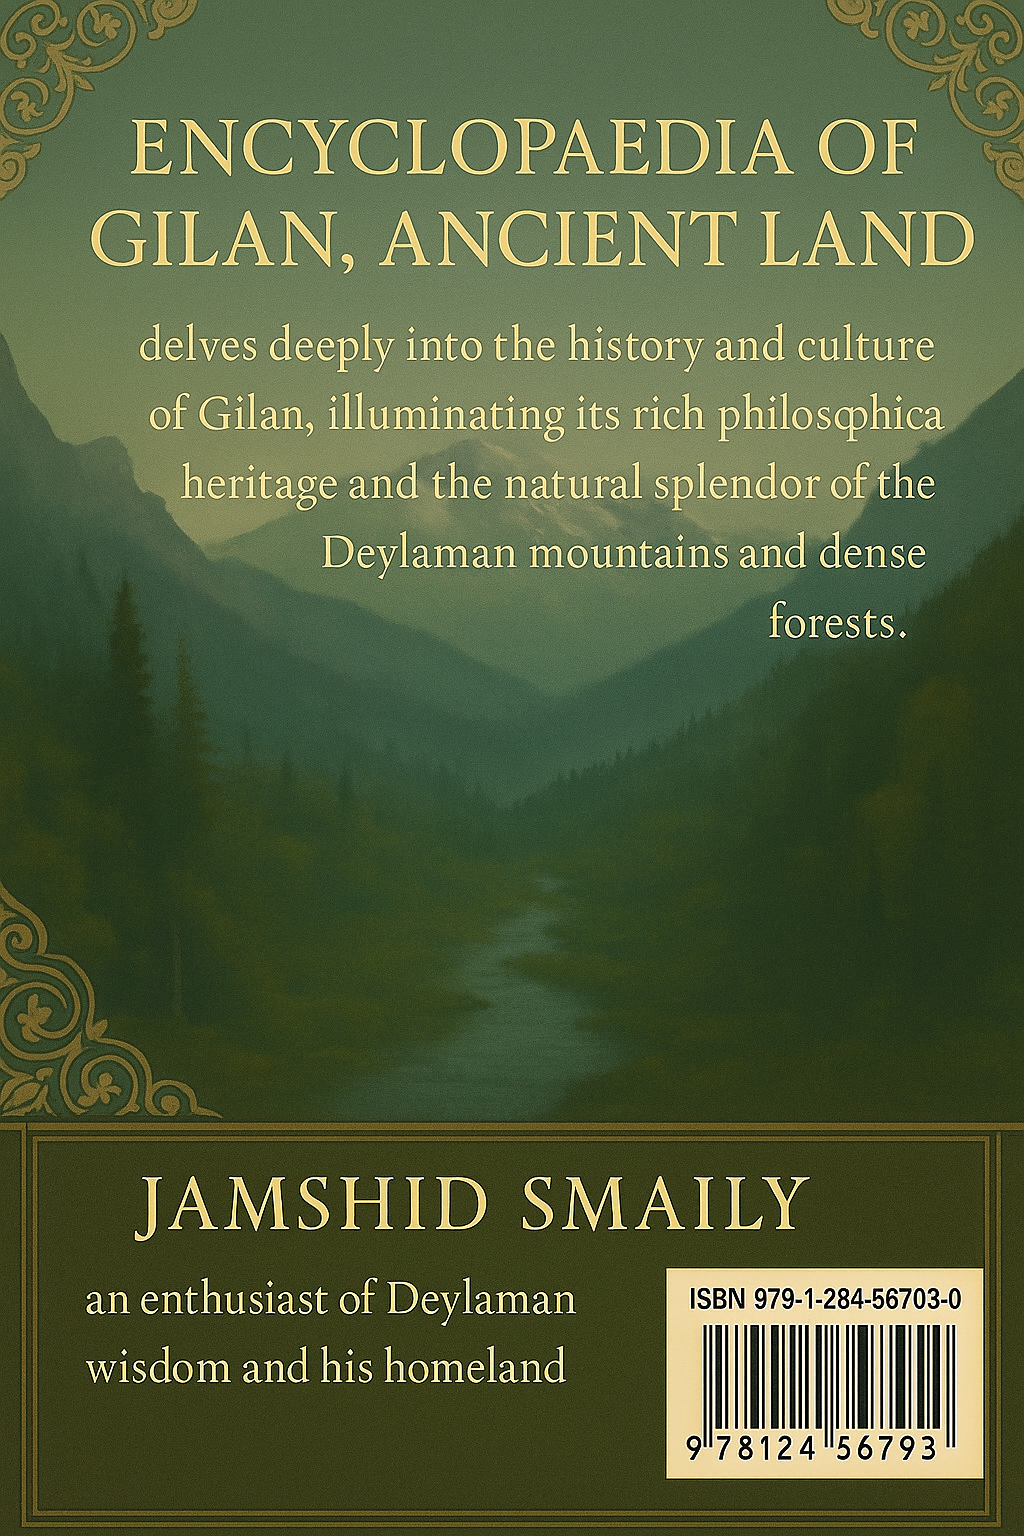 ENCYCLOPAEDIA OF
GILAN, ANCIENT LAND
delves deeply into the history and culture
of Gilan, illuminating its rich philosophica
heritage and the natural splendor of the
Deylaman mountains and dense
forests.
JAMSHID SMAILY
an enthusiast of Deylaman
wisdom and his homeland
ISBN 979-1-284-56703-0
9 78124 56793